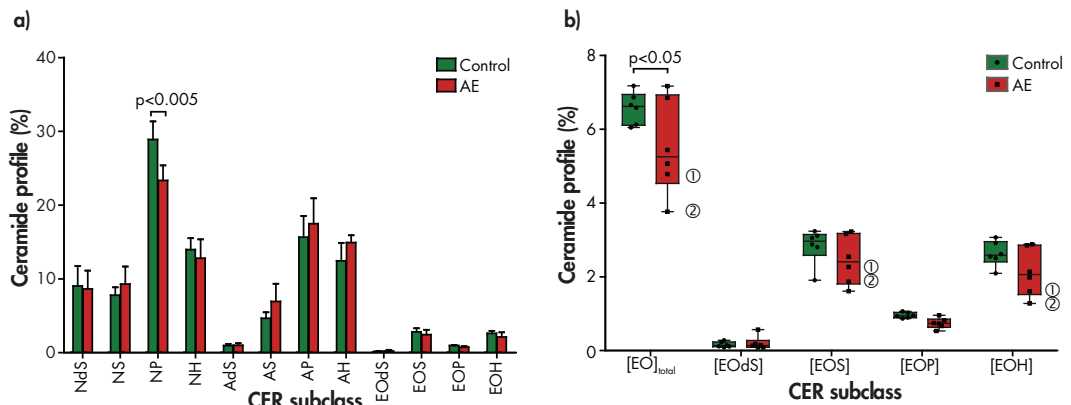 a)
Ceramide profile (%)
40
30
20
10
0
p<0.005
Control
AE
NdS
NS
NP
NH
AdS
AS
AP
AH
EOdS
EOS
EOP
EOH
CER subclass
b)
Ceramide profile (%)
8
6
4
2
0
p<0.05
Control
AE
①
②
①
②
①
②
[EO]total
[EOdS]
[EOS]
[EOP]
[EOH]
CER subclass